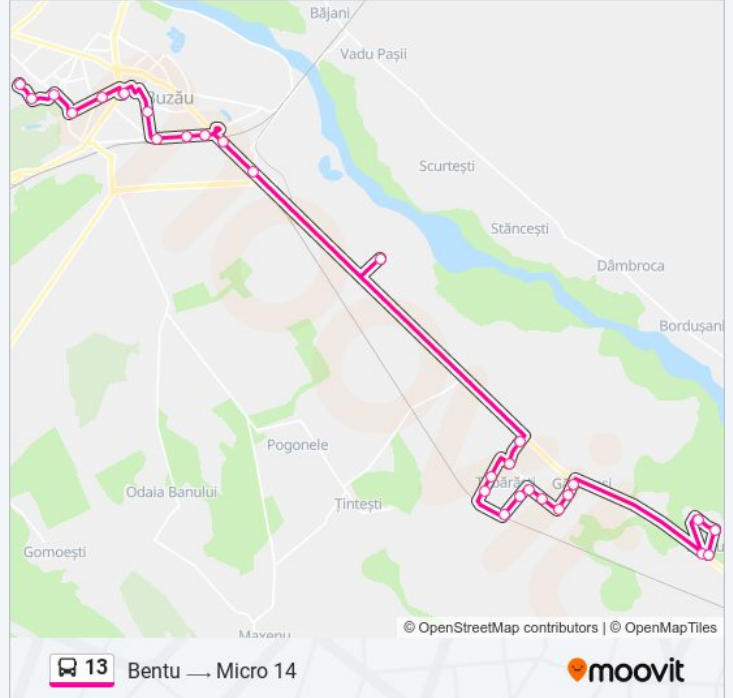 Băjani
Vadu Pașii
Buzău
Scurtești
Stăncești
Dâmbroca
Bordușani
Pogonele
Odaia Banului
Țintești
Gomoești
Maxenu
© OpenStreetMap contributors | © OpenMapTiles
13 Bentu → Micro 14
moovit